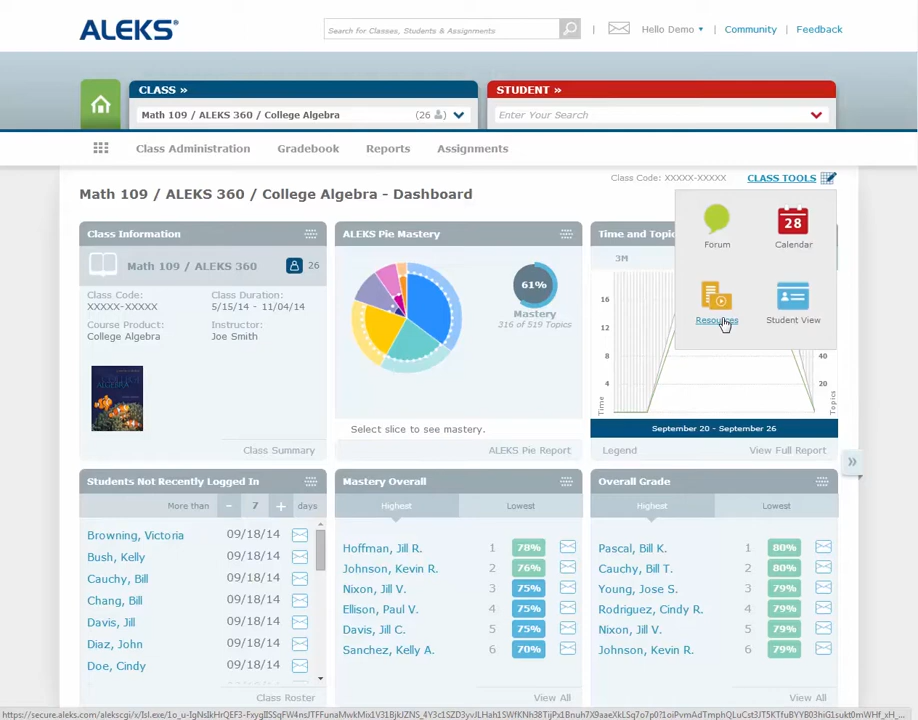 ALEKS®
Search for Classes, Students & Assignments
Hello Demo
Community
Feedback
CLASS »
Math 109 / ALEKS 360 / College Algebra (26)
STUDENT »
Enter Your Search
Class Administration
Gradebook
Reports
Assignments
Class Code: XXXXX-XXXXX
CLASS TOOLS
Math 109 / ALEKS 360 / College Algebra - Dashboard
Forum
28
Calendar
Resources
Student View
Class Information
Math 109 / ALEKS 360
26
Class Code:
XXXXX-XXXXX
Class Duration:
5/15/14 - 11/04/14
Course Product:
College Algebra
Instructor:
Joe Smith
Class Summary
ALEKS Pie Mastery
61%
Mastery
316 of 519 Topics
Select slice to see mastery.
ALEKS Pie Report
Time and Topic
3M
16
12
8
4
40
20
Time
Topics
September 20 - September 26
Legend
View Full Report
Students Not Recently Logged In
More than - 7 + days
Browning, Victoria 09/18/14
Bush, Kelly 09/18/14
Cauchy, Bill 09/18/14
Chang, Bill 09/18/14
Davis, Jill 09/18/14
Diaz, John 09/18/14
Doe, Cindy 09/18/14
Class Roster
Mastery Overall
Highest Lowest
Hoffman, Jill R. 1 78%
Johnson, Kevin R. 2 76%
Nixon, Jill V. 3 75%
Ellison, Paul V. 4 75%
Davis, Jill C. 5 75%
Sanchez, Kelly A. 6 70%
View All
Overall Grade
Highest Lowest
Pascal, Bill K. 1 80%
Cauchy, Bill T. 2 80%
Young, Jose S. 3 79%
Rodriguez, Cindy R. 4 79%
Nixon, Jill V. 5 79%
Johnson, Kevin R. 6 79%
View All